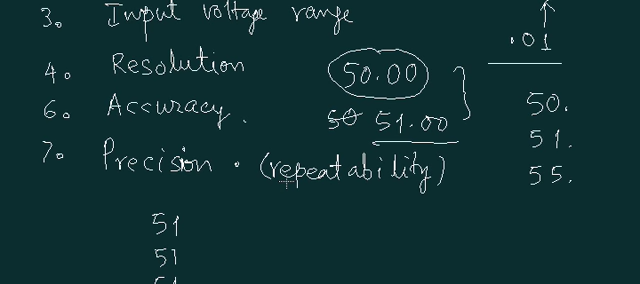 3. Input voltage range
.01
4. Resolution 50.00
50.
6. Accuracy. 50 51.00
51.
7. Precision. (repeatability)
55.
51
51
51